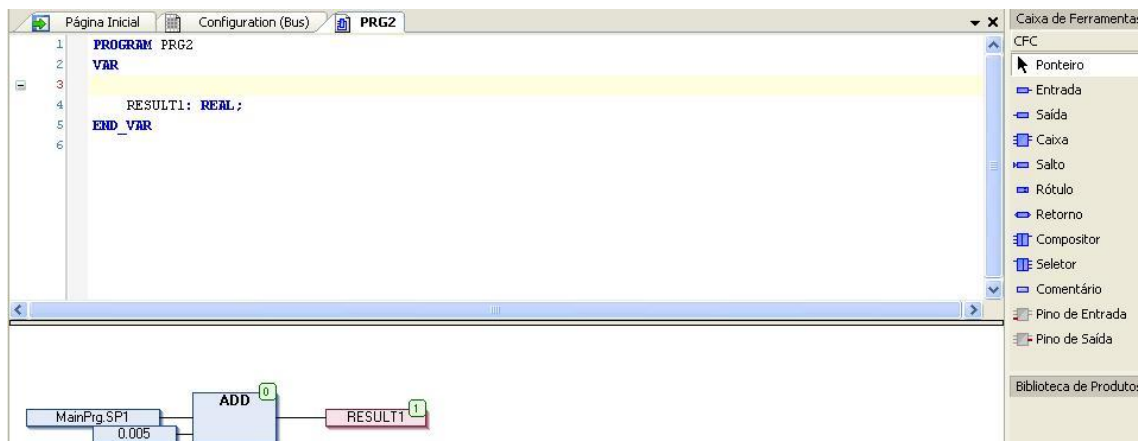 Página Inicial
Configuration (Bus)
PRG2
1 PROGRAM PRG2
2 VAR
3
4 RESULT1: REAL;
5 END_VAR
6
Caixa de Ferramentas
CFC
Ponteiro
Entrada
Saída
Caixa
Salto
Rótulo
Retorno
Compositor
Seletor
Comentário
Pino de Entrada
Pino de Saída
Biblioteca de Produtos
ADD
0
MainPrg.SP1
0.005
RESULT1
1